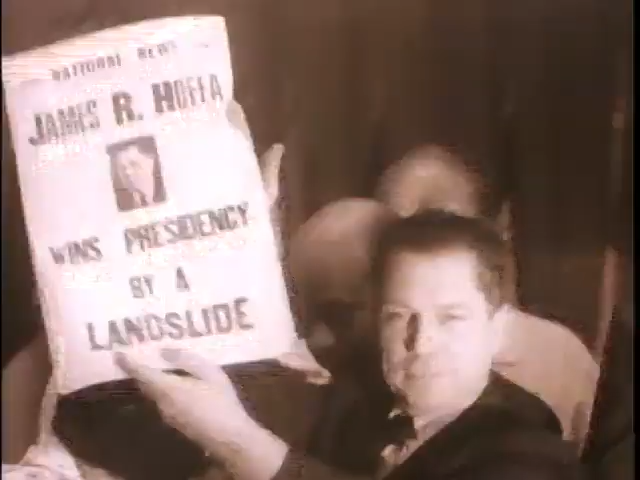 NATIONAL NEWS
JAMES R. HOFFA
WINS PRESIDENCY
BY A
LANDSLIDE